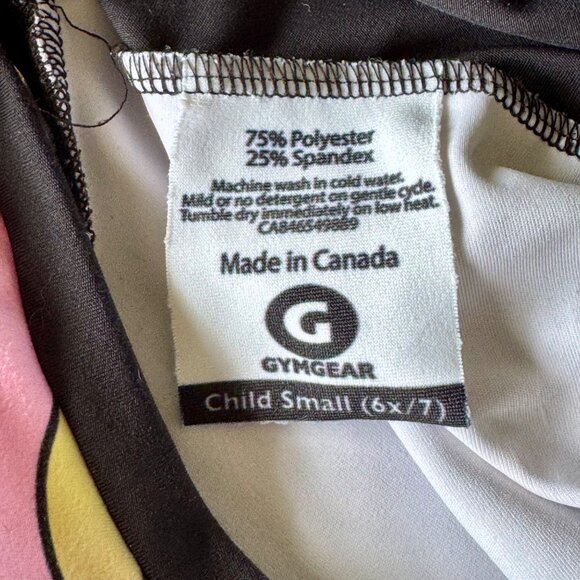 75% Polyester
25% Spandex
Machine wash in cold water.
Mild or no detergent on gentle cycle.
Tumble dry immediately on low heat.
CA846549889
Made in Canada
G
GYMGEAR
Child Small (6x/7)